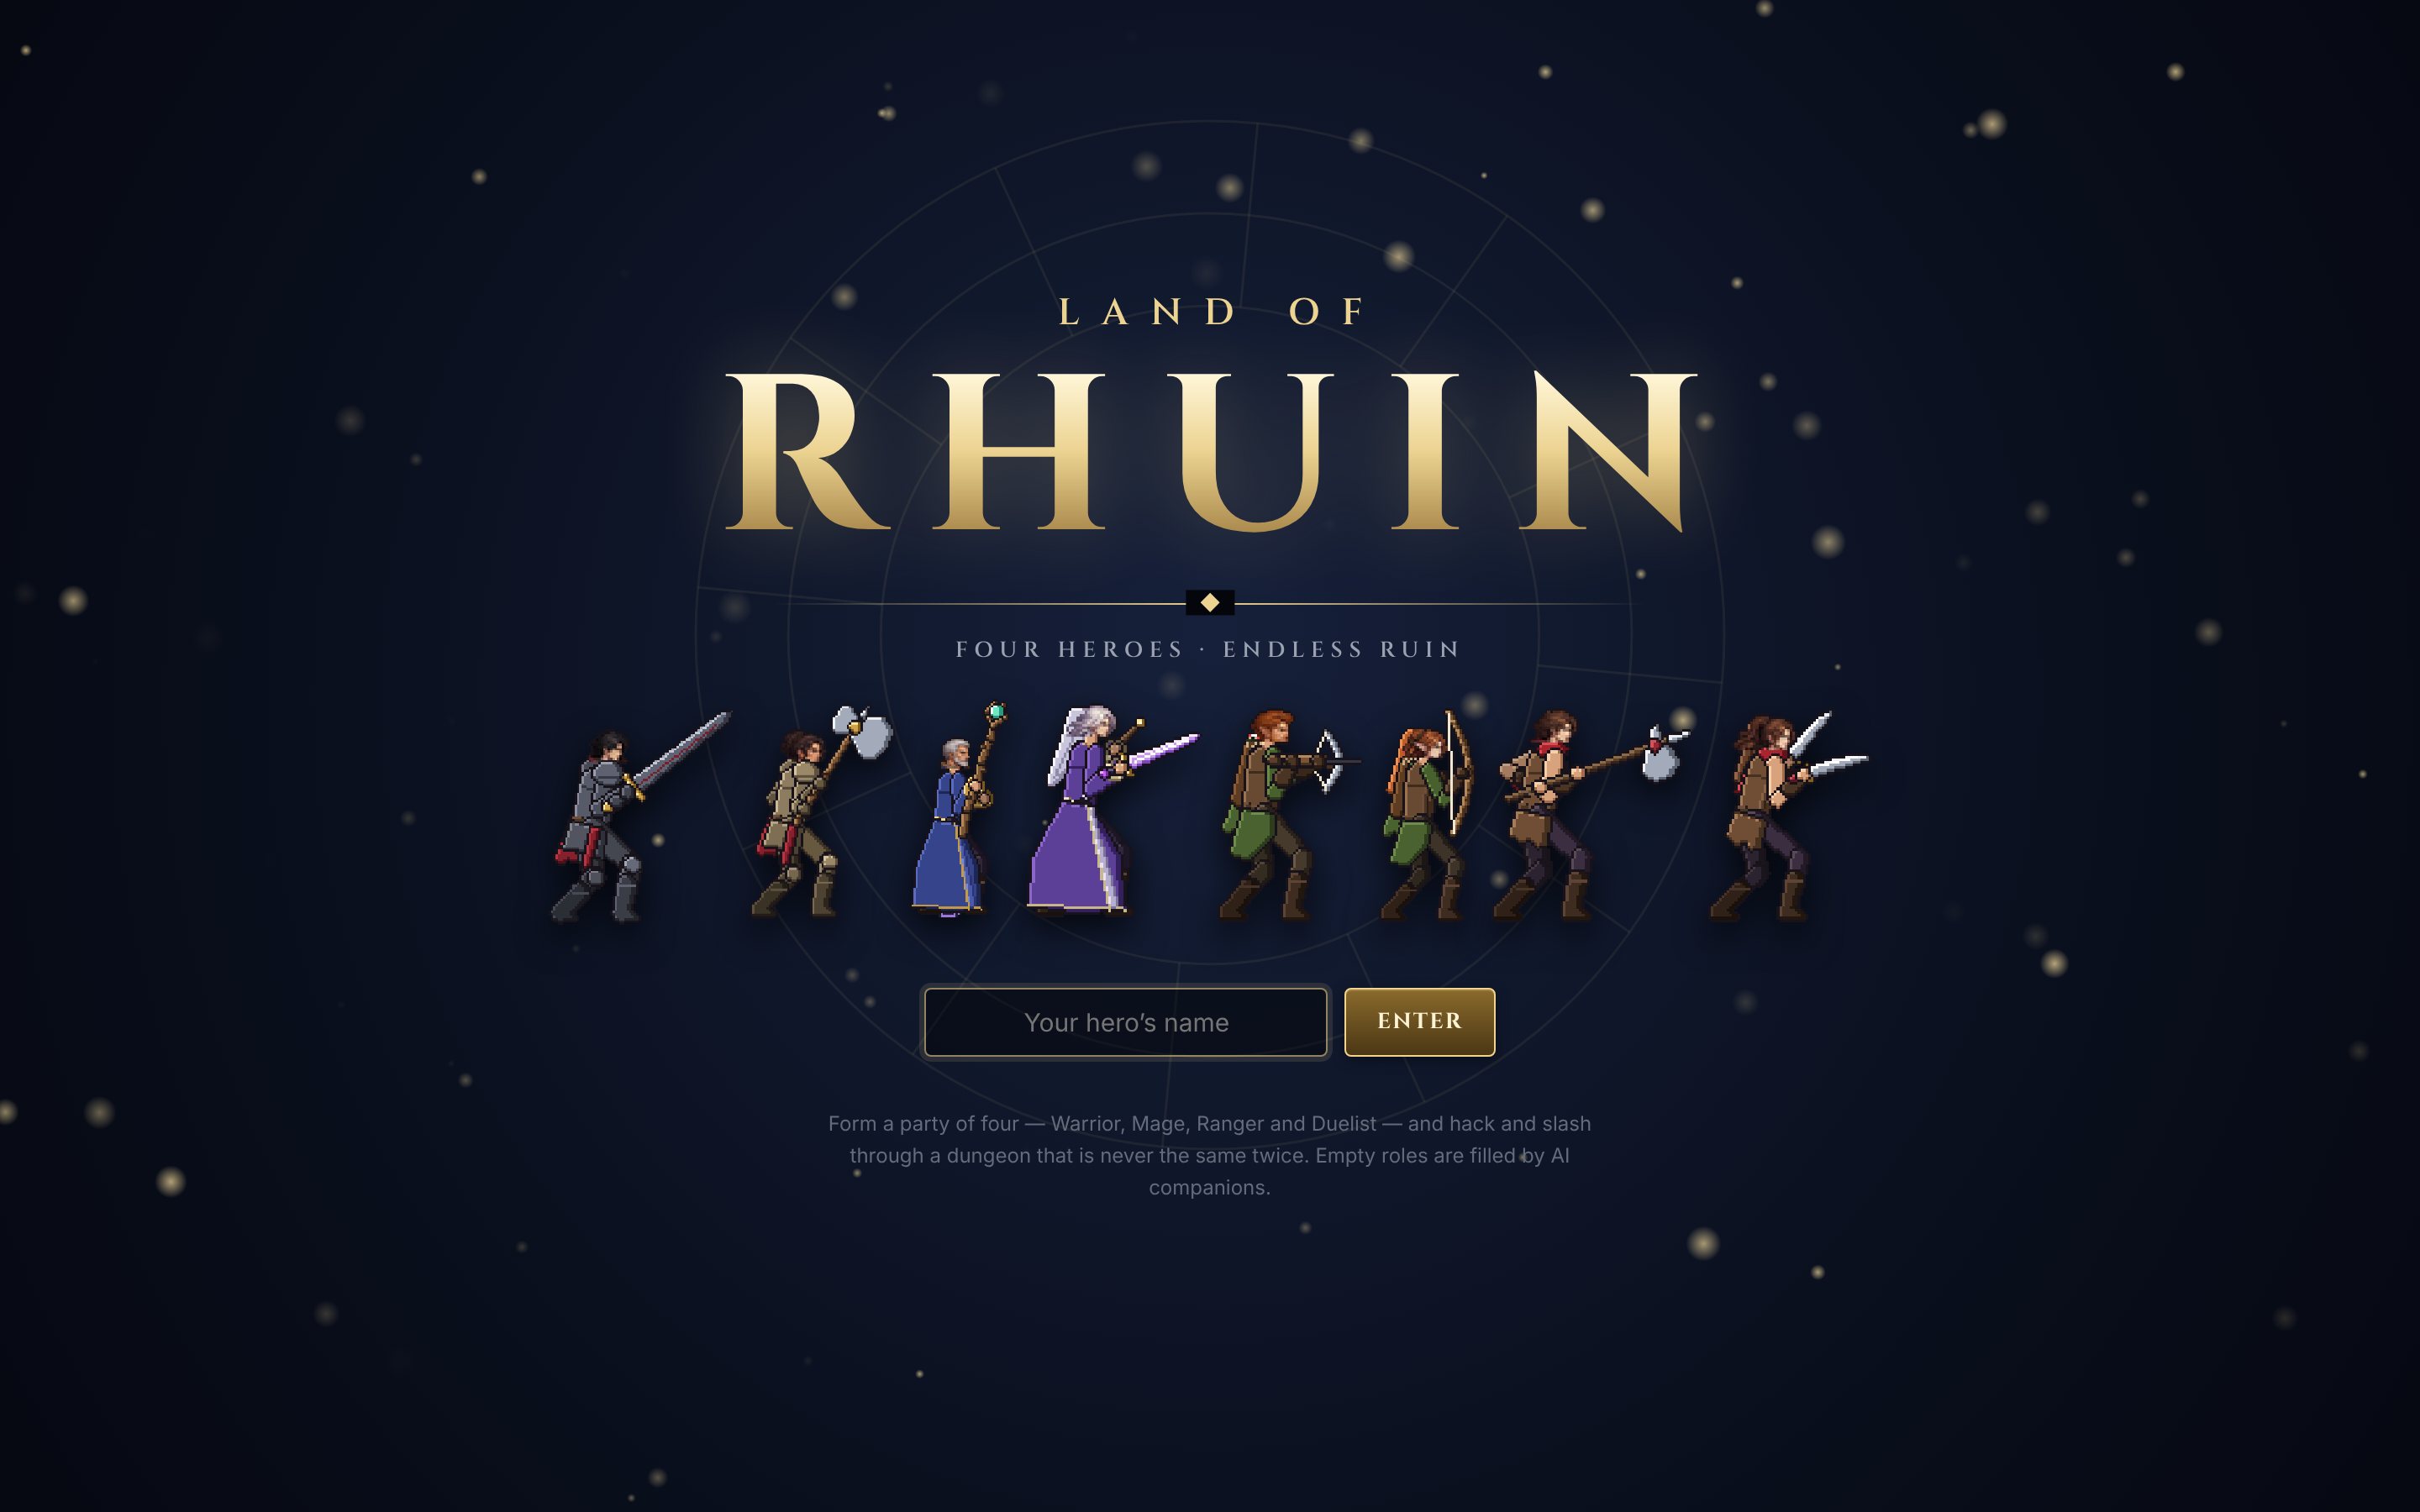 LAND OF
RHUIN
FOUR HEROES · ENDLESS RUIN
Your hero’s name
ENTER
Form a party of four — Warrior, Mage, Ranger and Duelist — and hack and slash
through a dungeon that is never the same twice. Empty roles are filled by AI
companions.